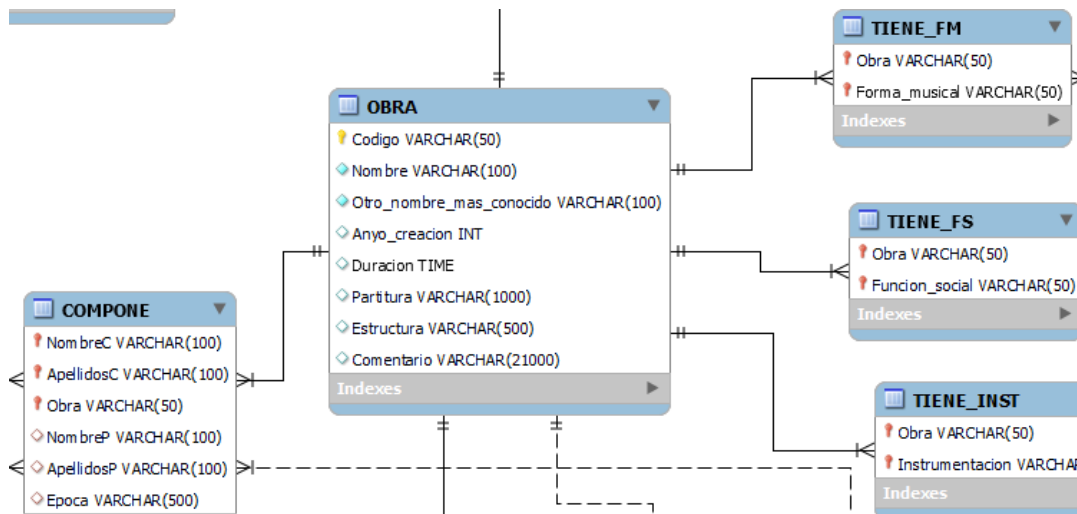 TIENE_FM
Obra VARCHAR(50)
Forma_musical VARCHAR(50)
Indexes
OBRA
Codigo VARCHAR(50)
Nombre VARCHAR(100)
Otro_nombre_mas_conocido VARCHAR(100)
Anyo_creacion INT
Duracion TIME
Partitura VARCHAR(1000)
Estructura VARCHAR(500)
Comentario VARCHAR(21000)
Indexes
TIENE_FS
Obra VARCHAR(50)
Funcion_social VARCHAR(50)
Indexes
COMPONE
NombreC VARCHAR(100)
ApellidosC VARCHAR(100)
Obra VARCHAR(50)
NombreP VARCHAR(100)
ApellidosP VARCHAR(100)
Epoca VARCHAR(500)
TIENE_INST
Obra VARCHAR(50)
Instrumentacion VARCHAR
Indexes